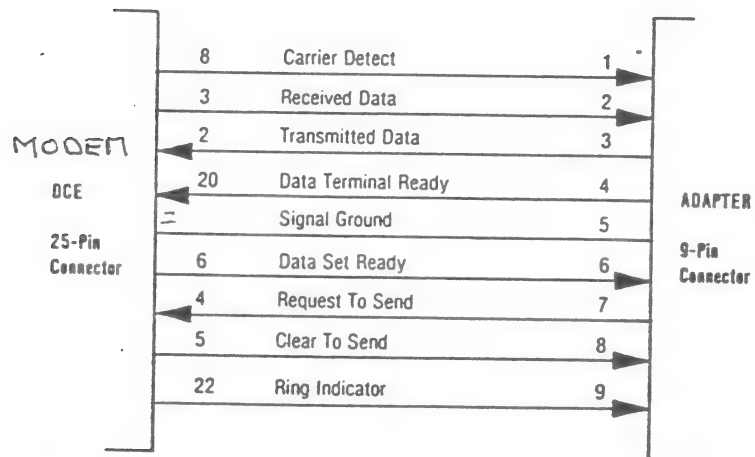 8 Carrier Detect 1
3 Received Data 2
MODEM
2 Transmitted Data 3
DCE
20 Data Terminal Ready 4
ADAPTER
Signal Ground 5
25-Pin
Connector
9-Pin
Connector
6 Data Set Ready 6
4 Request To Send 7
5 Clear To Send 8
22 Ring Indicator 9